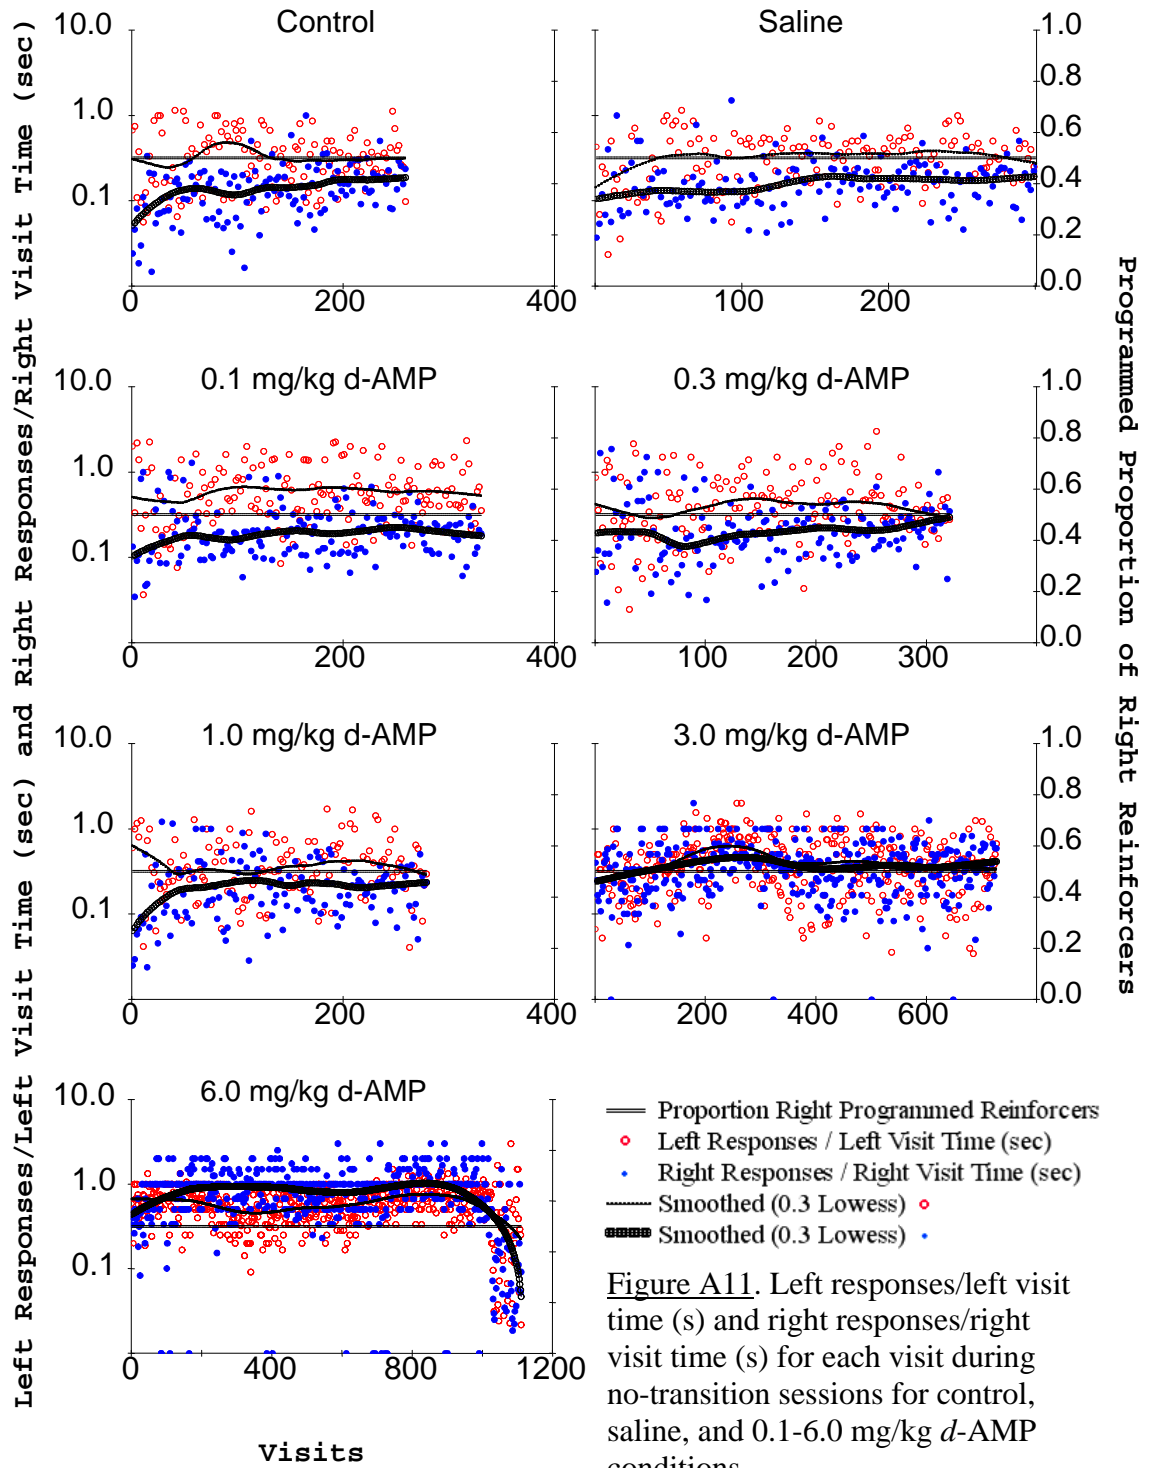 Left Responses/Left Visit Time (sec) and Right Responses/Right Visit Time (sec)
Control
10.0
1.0
0.1
0
200
400
Saline
1.0
0.8
0.6
0.4
0.2
0.0
100
200
0.1 mg/kg d-AMP
10.0
1.0
0.1
0
200
400
0.3 mg/kg d-AMP
1.0
0.8
0.6
0.4
0.2
0.0
100
200
300
1.0 mg/kg d-AMP
10.0
1.0
0.1
0
200
400
3.0 mg/kg d-AMP
1.0
0.8
0.6
0.4
0.2
0.0
200
400
600
Programmed Proportion of Right Reinforcers
6.0 mg/kg d-AMP
10.0
1.0
0.1
0
400
800
1200
Visits
Proportion Right Programmed Reinforcers
Left Responses / Left Visit Time (sec)
Right Responses / Right Visit Time (sec)
Smoothed (0.3 Lowess)
Smoothed (0.3 Lowess)
Figure A11. Left responses/left visit
time (s) and right responses/right
visit time (s) for each visit during
no-transition sessions for control,
saline, and 0.1-6.0 mg/kg d-AMP
conditions